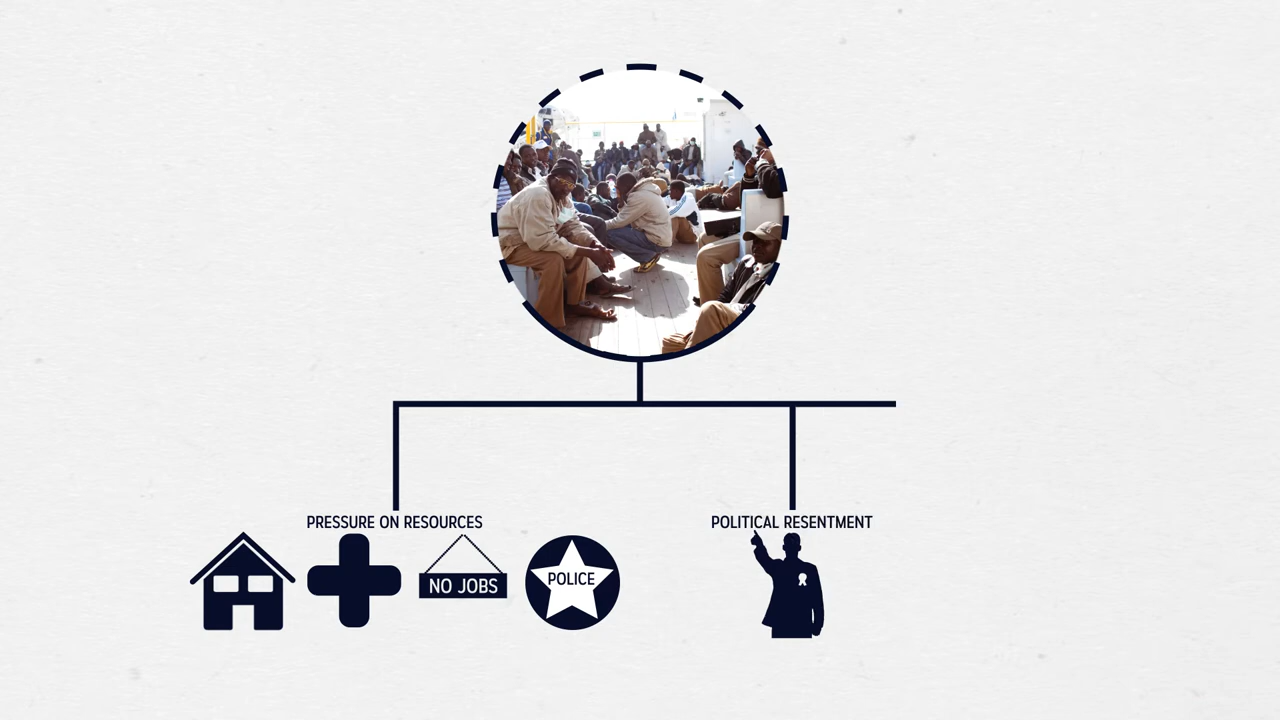 PRESSURE ON RESOURCES
POLITICAL RESENTMENT
NO JOBS
POLICE